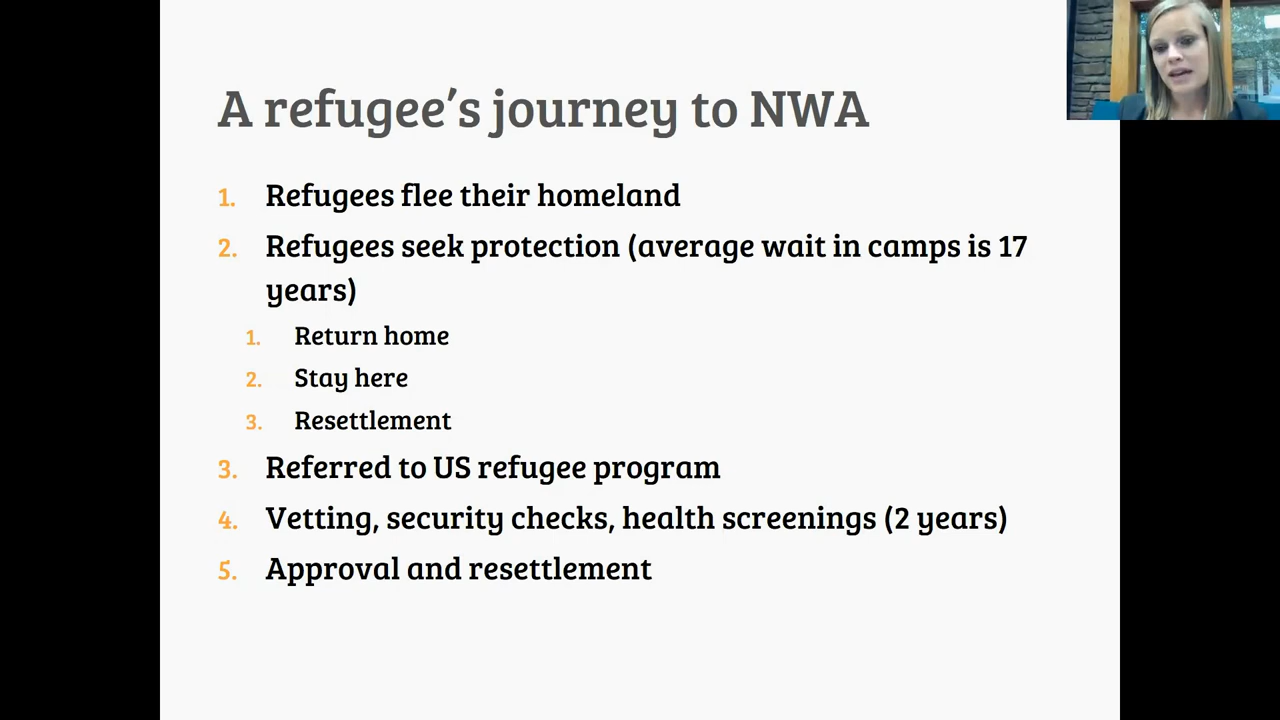 A refugee’s journey to NWA
1. Refugees flee their homeland
2. Refugees seek protection (average wait in camps is 17
years)
1. Return home
2. Stay here
3. Resettlement
3. Referred to US refugee program
4. Vetting, security checks, health screenings (2 years)
5. Approval and resettlement